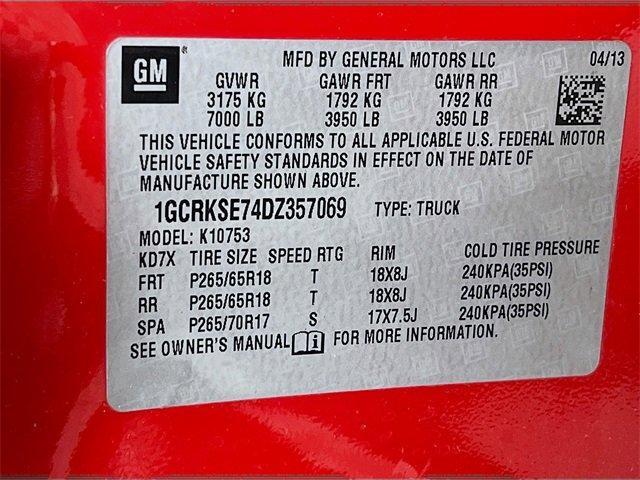 GM
MFD BY GENERAL MOTORS LLC 04/13
GVWR GAWR FRT GAWR RR
3175 KG 1792 KG 1792 KG
7000 LB 3950 LB 3950 LB
THIS VEHICLE CONFORMS TO ALL APPLICABLE U.S. FEDERAL MOTOR
VEHICLE SAFETY STANDARDS IN EFFECT ON THE DATE OF
MANUFACTURE SHOWN ABOVE.
1GCRKSE74DZ357069 TYPE: TRUCK
MODEL: K10753
KD7X TIRE SIZE SPEED RTG RIM COLD TIRE PRESSURE
FRT P265/65R18 T 18X8J 240KPA(35PSI)
RR P265/65R18 T 18X8J 240KPA(35PSI)
SPA P265/70R17 S 17X7.5J 240KPA(35PSI)
SEE OWNER'S MANUAL i FOR MORE INFORMATION.